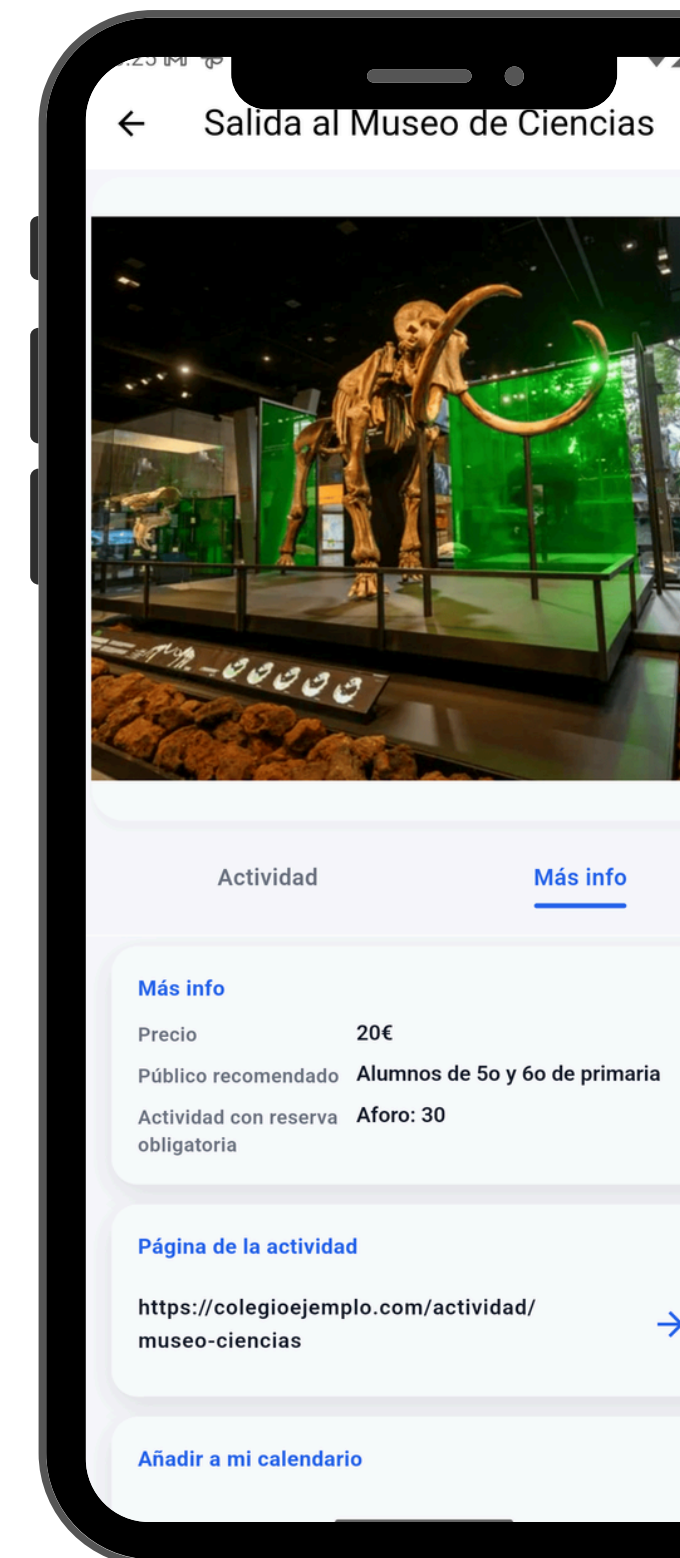 Salida al Museo de Ciencias
Actividad
Más info
Más info
Precio
20€
Público recomendado
Alumnos de 5o y 6o de primaria
Actividad con reserva
obligatoria
Aforo: 30
Página de la actividad
https://colegioejemplo.com/actividad/
museo-ciencias
Añadir a mi calendario